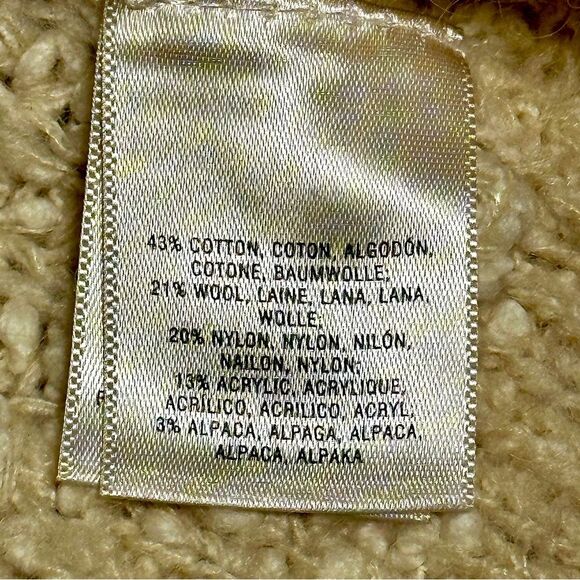 43% COTTON, COTON, ALGODÓN,
COTONE, BAUMWOLLE;
21% WOOL, LAINE, LANA, LANA,
WOLLE;
20% NYLON, NYLON, NILÓN,
NAILON, NYLON;
13% ACRYLIC, ACRYLIQUE,
ACRILICO, ACRILICO, ACRYL;
3% ALPACA, ALPAGA, ALPACA,
ALPACA, ALPAKA